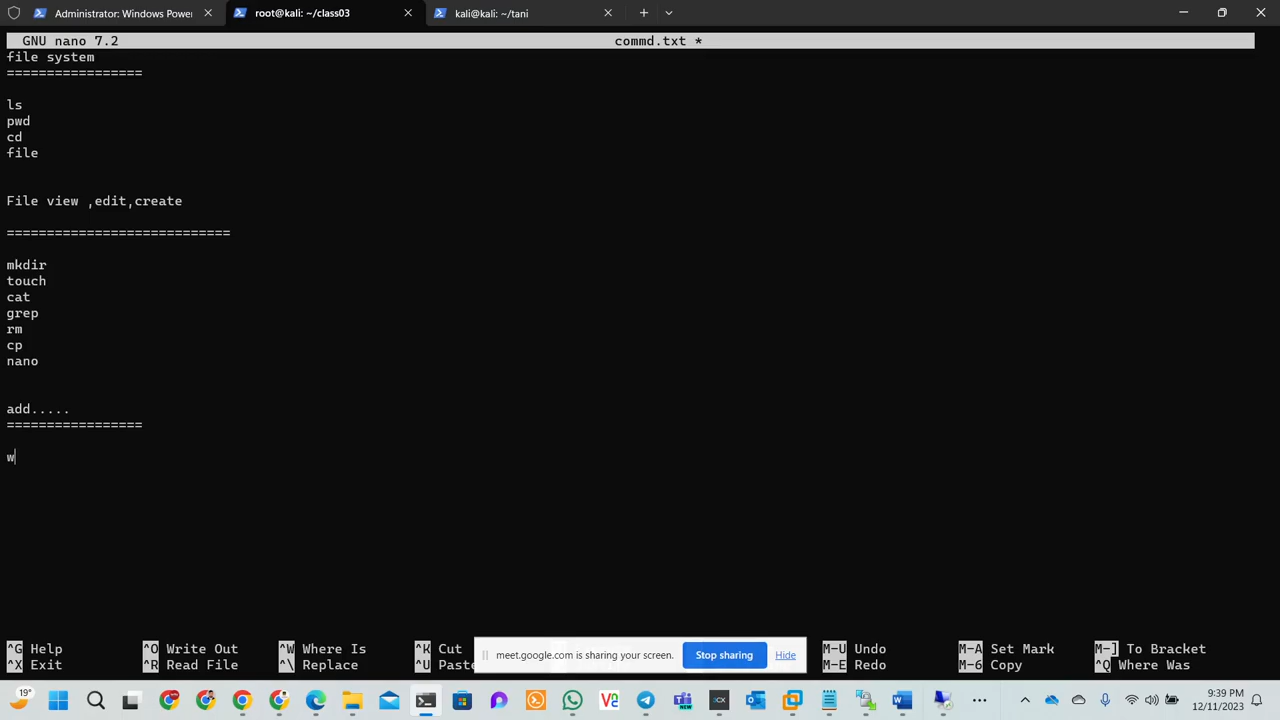 Administrator: Windows Power
root@kali: ~/class03
kali@kali: ~/tani
GNU nano 7.2
commd.txt *
file system
=================
ls
pwd
cd
file
File view ,edit,create
============================
mkdir
touch
cat
grep
rm
cp
nano
add.....
=================
w
^G Help
^O Write Out
^W Where Is
^K Cut
M-U Undo
M-A Set Mark
M-] To Bracket
^X Exit
^R Read File
^\ Replace
^U Paste
M-E Redo
M-6 Copy
^Q Where Was
meet.google.com is sharing your screen.
Stop sharing
Hide
19°
NEW
9:39 PM
12/11/2023